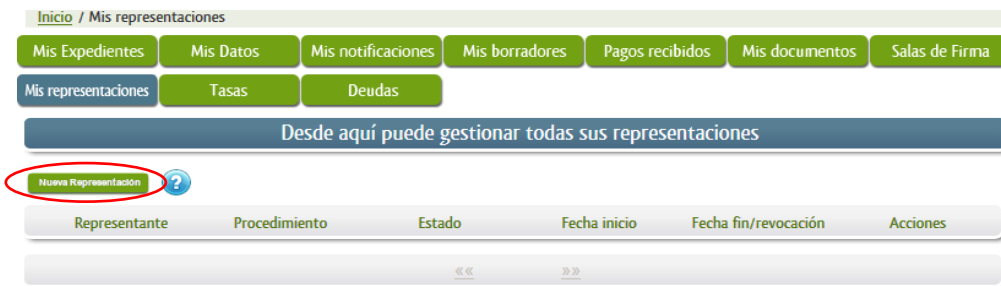 Inicio / Mis representaciones
Mis Expedientes Mis Datos Mis notificaciones Mis borradores Pagos recibidos Mis documentos Salas de Firma
Mis representaciones Tasas Deudas
Desde aquí puede gestionar todas sus representaciones
Nueva Representación ?
Representante Procedimiento Estado Fecha inicio Fecha fin/revocación Acciones
«« »»